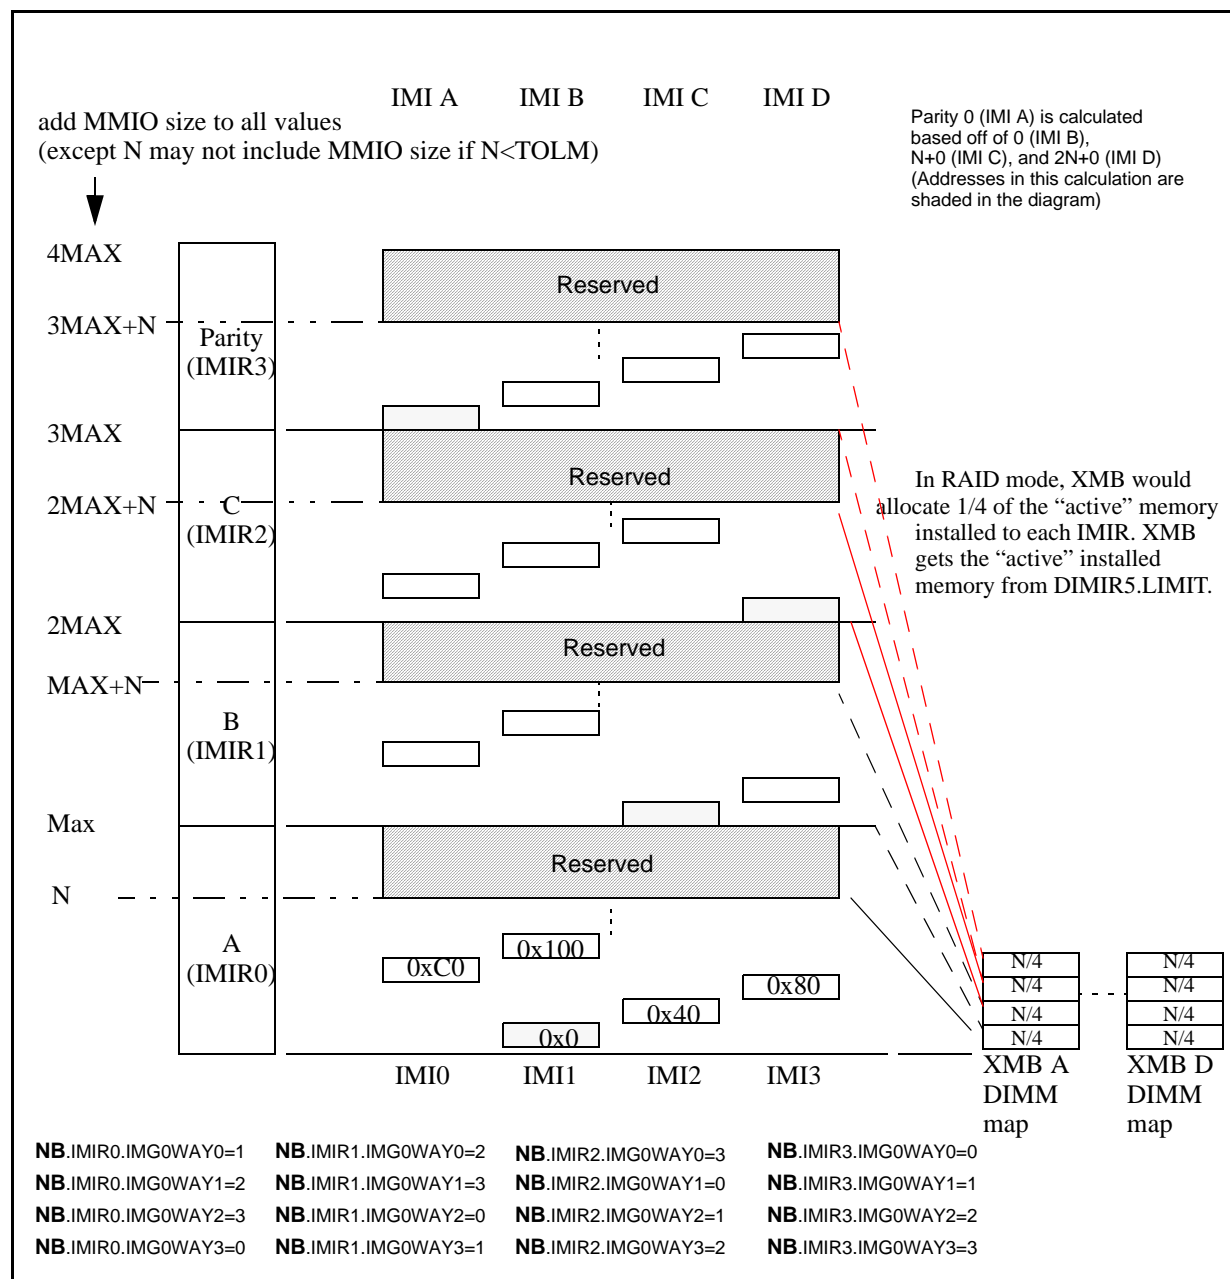 IMI A IMI B IMI C IMI D
add MMIO size to all values
(except N may not include MMIO size if N<TOLM)
Parity 0 (IMI A) is calculated
based off of 0 (IMI B),
N+0 (IMI C), and 2N+0 (IMI D)
(Addresses in this calculation are
shaded in the diagram)
4MAX
Reserved
3MAX+N
Parity
(IMIR3)
3MAX
Reserved
2MAX+N
C
(IMIR2)
In RAID mode, XMB would
allocate 1/4 of the “active” memory
installed to each IMIR. XMB
gets the “active” installed
memory from DIMIR5.LIMIT.
2MAX
Reserved
MAX+N
B
(IMIR1)
Max
Reserved
N
A
(IMIR0)
0xC0 0x100
0x80
0x40
0x0
N/4 N/4
N/4 N/4
N/4 N/4
N/4 N/4
IMI0 IMI1 IMI2 IMI3
XMB A
DIMM
map
XMB D
DIMM
map
NB.IMIR0.IMG0WAY0=1 NB.IMIR1.IMG0WAY0=2 NB.IMIR2.IMG0WAY0=3 NB.IMIR3.IMG0WAY0=0
NB.IMIR0.IMG0WAY1=2 NB.IMIR1.IMG0WAY1=3 NB.IMIR2.IMG0WAY1=0 NB.IMIR3.IMG0WAY1=1
NB.IMIR0.IMG0WAY2=3 NB.IMIR1.IMG0WAY2=0 NB.IMIR2.IMG0WAY2=1 NB.IMIR3.IMG0WAY2=2
NB.IMIR0.IMG0WAY3=0 NB.IMIR1.IMG0WAY3=1 NB.IMIR2.IMG0WAY3=2 NB.IMIR3.IMG0WAY3=3